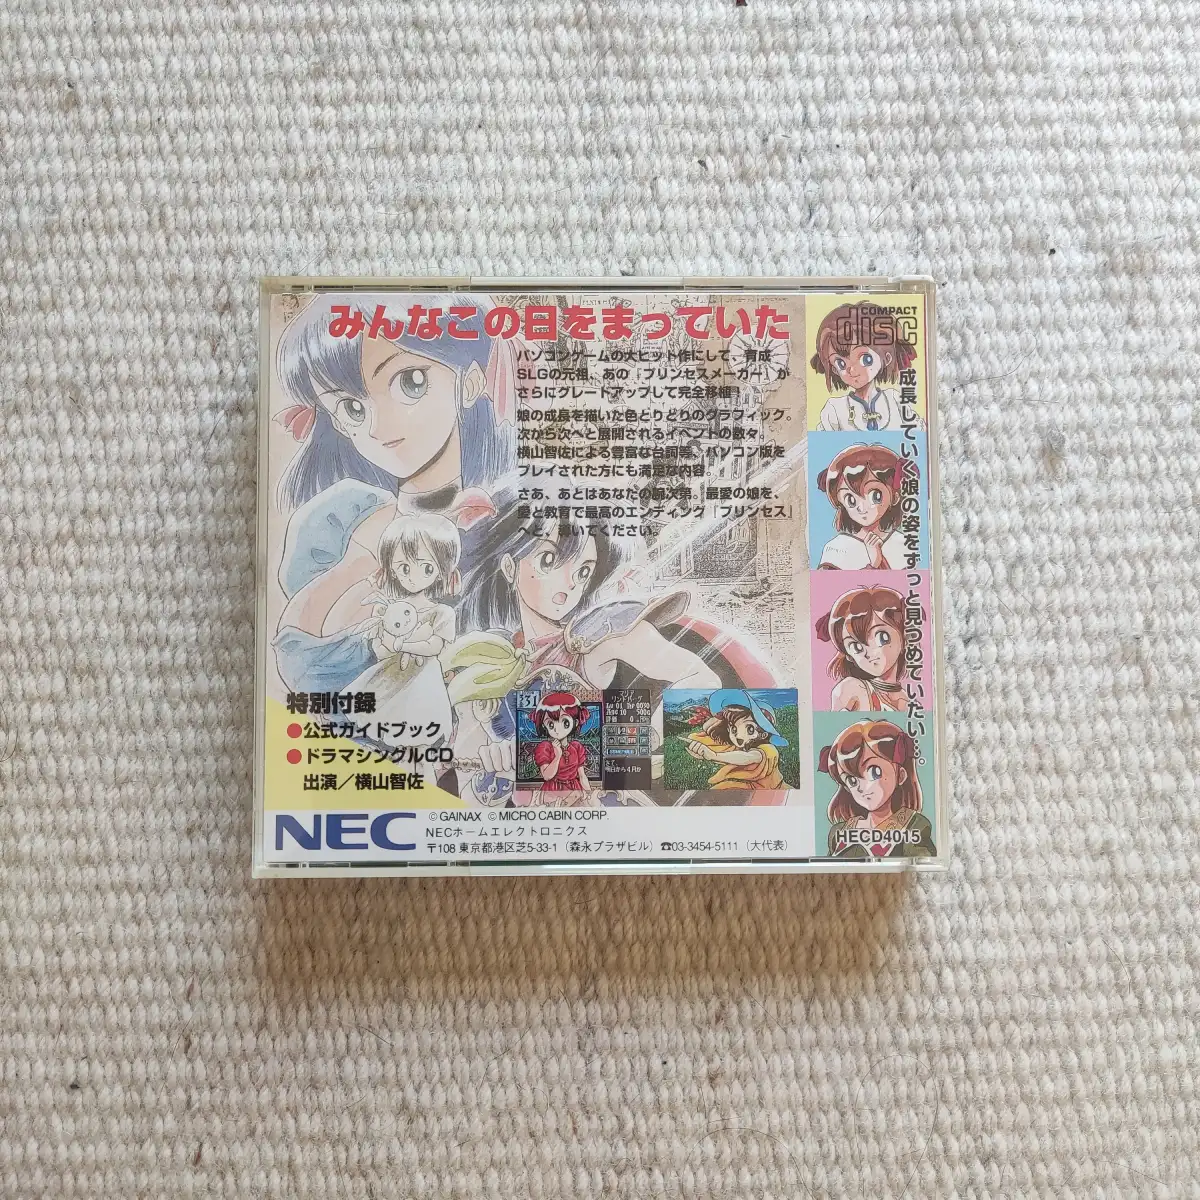 みんなこの日をまっていた
パソコンゲームの大ヒット作にして、育成
SLGの元祖、あの「プリンセスメーカー」が
さらにグレートアップして完全移植!
娘の成長を描いた色とりどりのグラフィック。
次から次へと展開されるイベントの数々。
横山智佐による豊富な台詞等、パソコン版を
プレイされた方にも満足な内容。
さあ、あとはあなたの腕次第。最愛の娘を、
愛と教育で最高のエンディング「プリンセス」
へと、導いてください。
COMPACT
disc
成長していく娘の姿をずっと見つめていたい…。
特別付録
●公式ガイドブック
●ドラマシングルCD
出演/横山智佐
31
マリア
リンドバーグ
Age 10 500g
NEC
©GAINAX ©MICRO CABIN CORP.
NECホームエレクトロニクス
〒108 東京都港区芝5-33-1(森永プラザビル)☎03-3454-5111(大代表)
HECD4015